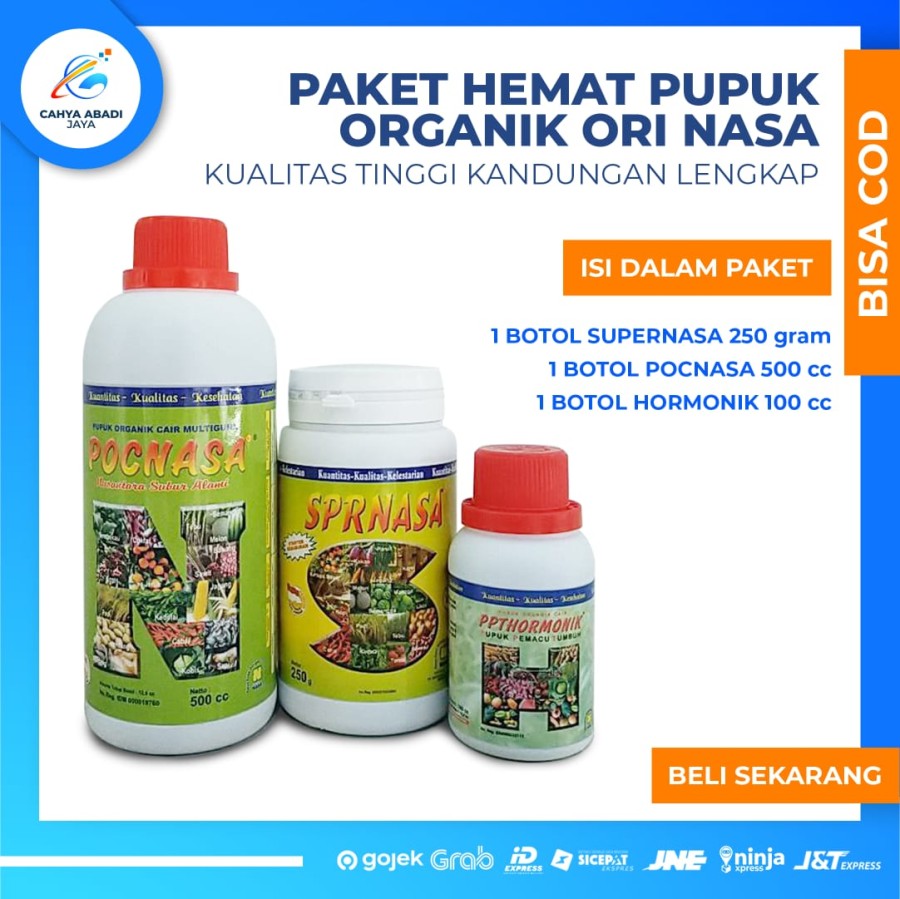 CAHYA ABADI
JAYA
PAKET HEMAT PUPUK
ORGANIK ORI NASA
KUALITAS TINGGI KANDUNGAN LENGKAP
BISA COD
ISI DALAM PAKET
1 BOTOL SUPERNASA 250 gram
1 BOTOL POCNASA 500 cc
1 BOTOL HORMONIK 100 cc
Kuantitas - Kualitas - Kesehatan
PUPUK ORGANIK CAIR MULTIGUNA
POCNASA
Nusantara Subur Alami
Netto :
500 cc
Kuantitas-Kualitas-Kelestarian
SPRNASA
250 g
Kuantitas - Kualitas - Kesehatan
PPTHORMONIK
PUPUK PEMACU TUMBUH
BELI SEKARANG
gojek Grab iD EXPRESS SICEPAT EKSPRES JNE ninja xpress J&T EXPRESS